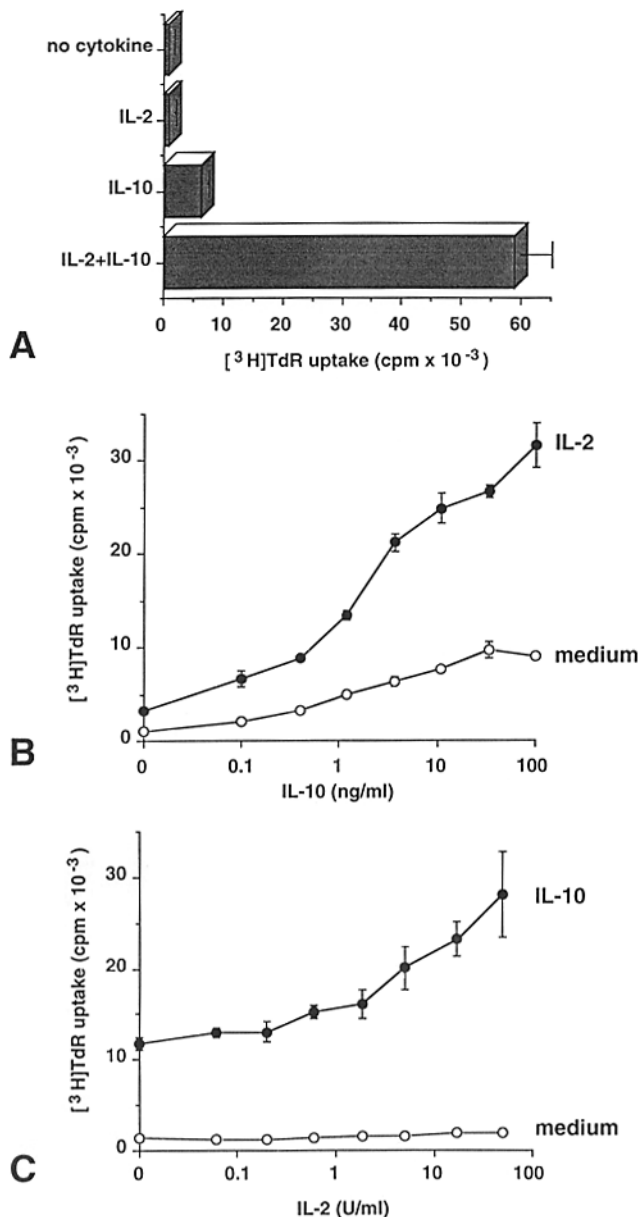 no cytokine
IL-2
IL-10
IL-2+IL-10
0 10 20 30 40 50 60
[³H]TdR uptake (cpm x 10⁻³)
A
[³H]TdR uptake (cpm x 10⁻³)
30
20
10
0
IL-2
medium
0 0.1 1 10 100
IL-10 (ng/ml)
B
[³H]TdR uptake (cpm x 10⁻³)
30
20
10
0
IL-10
medium
0 0.1 1 10 100
IL-2 (U/ml)
C